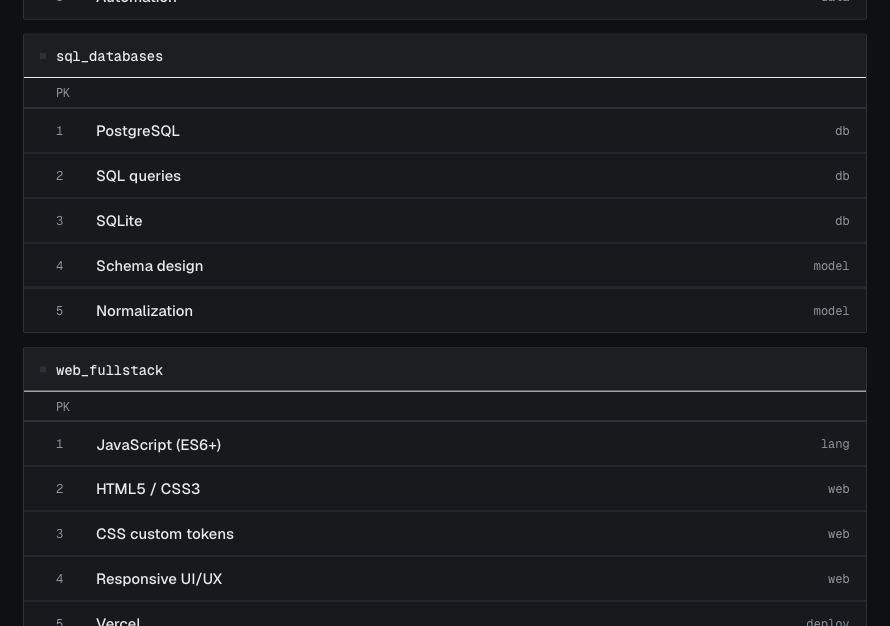 Automation
sql_databases
PK
1 PostgreSQL db
2 SQL queries db
3 SQLite db
4 Schema design model
5 Normalization model
web_fullstack
PK
1 JavaScript (ES6+) lang
2 HTML5 / CSS3 web
3 CSS custom tokens web
4 Responsive UI/UX web
5 Vercel deploy